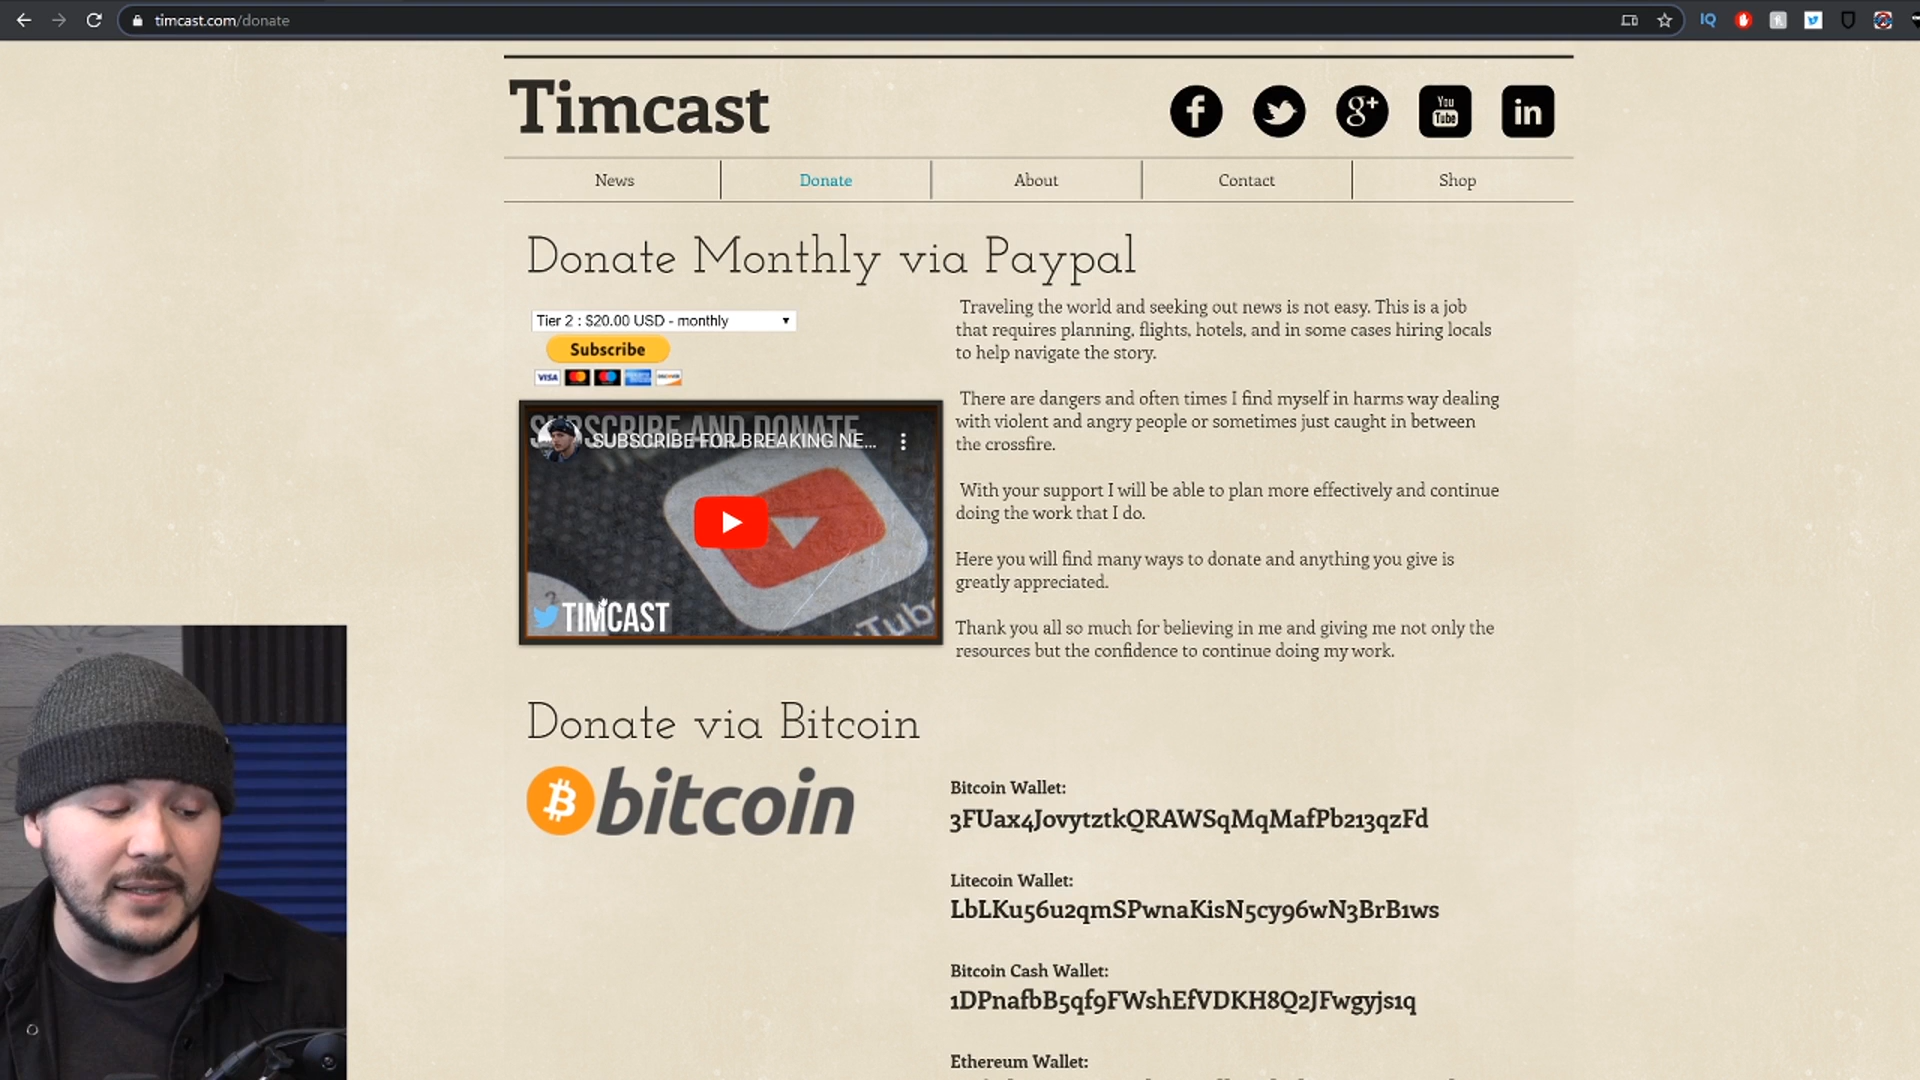 timcast.com/donate
IQ
Timcast
f
g+
You
Tube
in
News
Donate
About
Contact
Shop
Donate Monthly via Paypal
Tier 2 : $20.00 USD - monthly
Subscribe
VISA
Traveling the world and seeking out news is not easy. This is a job
that requires planning, flights, hotels, and in some cases hiring locals
to help navigate the story.
There are dangers and often times I find myself in harms way dealing
with violent and angry people or sometimes just caught in between
the crossfire.
With your support I will be able to plan more effectively and continue
doing the work that I do.
Here you will find many ways to donate and anything you give is
greatly appreciated.
Thank you all so much for believing in me and giving me not only the
resources but the confidence to continue doing my work.
SUBSCRIBE AND DONATE
SUBSCRIBE FOR BREAKING NE...
2
Tube
TIMCAST
Donate via Bitcoin
bitcoin
Bitcoin Wallet:
3FUax4JovytztkQRAWSqMqMafPb213qzFd
Litecoin Wallet:
LbLKu56u2qmSPwnaKisN5cy96wN3BrB1ws
Bitcoin Cash Wallet:
1DPnafbB5qf9FWshEfVDKH8Q2JFwgyjs1q
Ethereum Wallet: